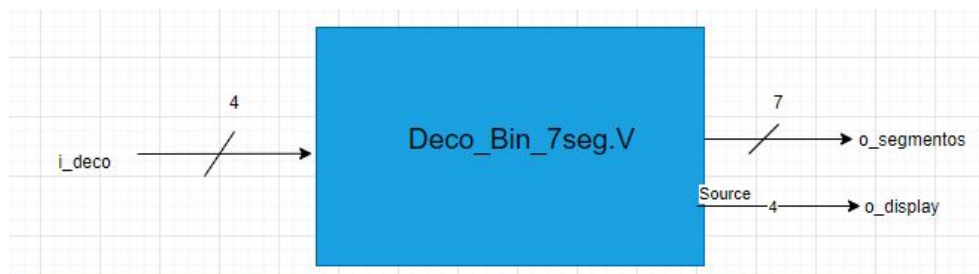 4
7
Deco_Bin_7seg.V
i_deco
o_segmentos
Source
4
o_display